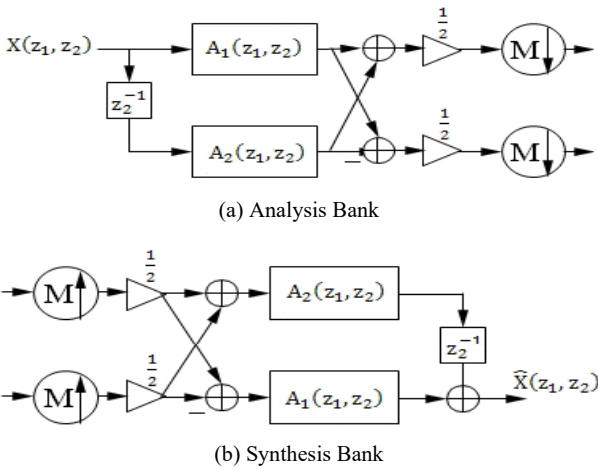 X(z₁, z₂)
A₁(z₁, z₂)
1/2
M↓
z₂⁻¹
A₂(z₁, z₂)
−
1/2
M↓
(a) Analysis Bank
M↑
1/2
A₂(z₁, z₂)
z₂⁻¹
M↑
1/2
−
A₁(z₁, z₂)
X̂(z₁, z₂)
(b) Synthesis Bank